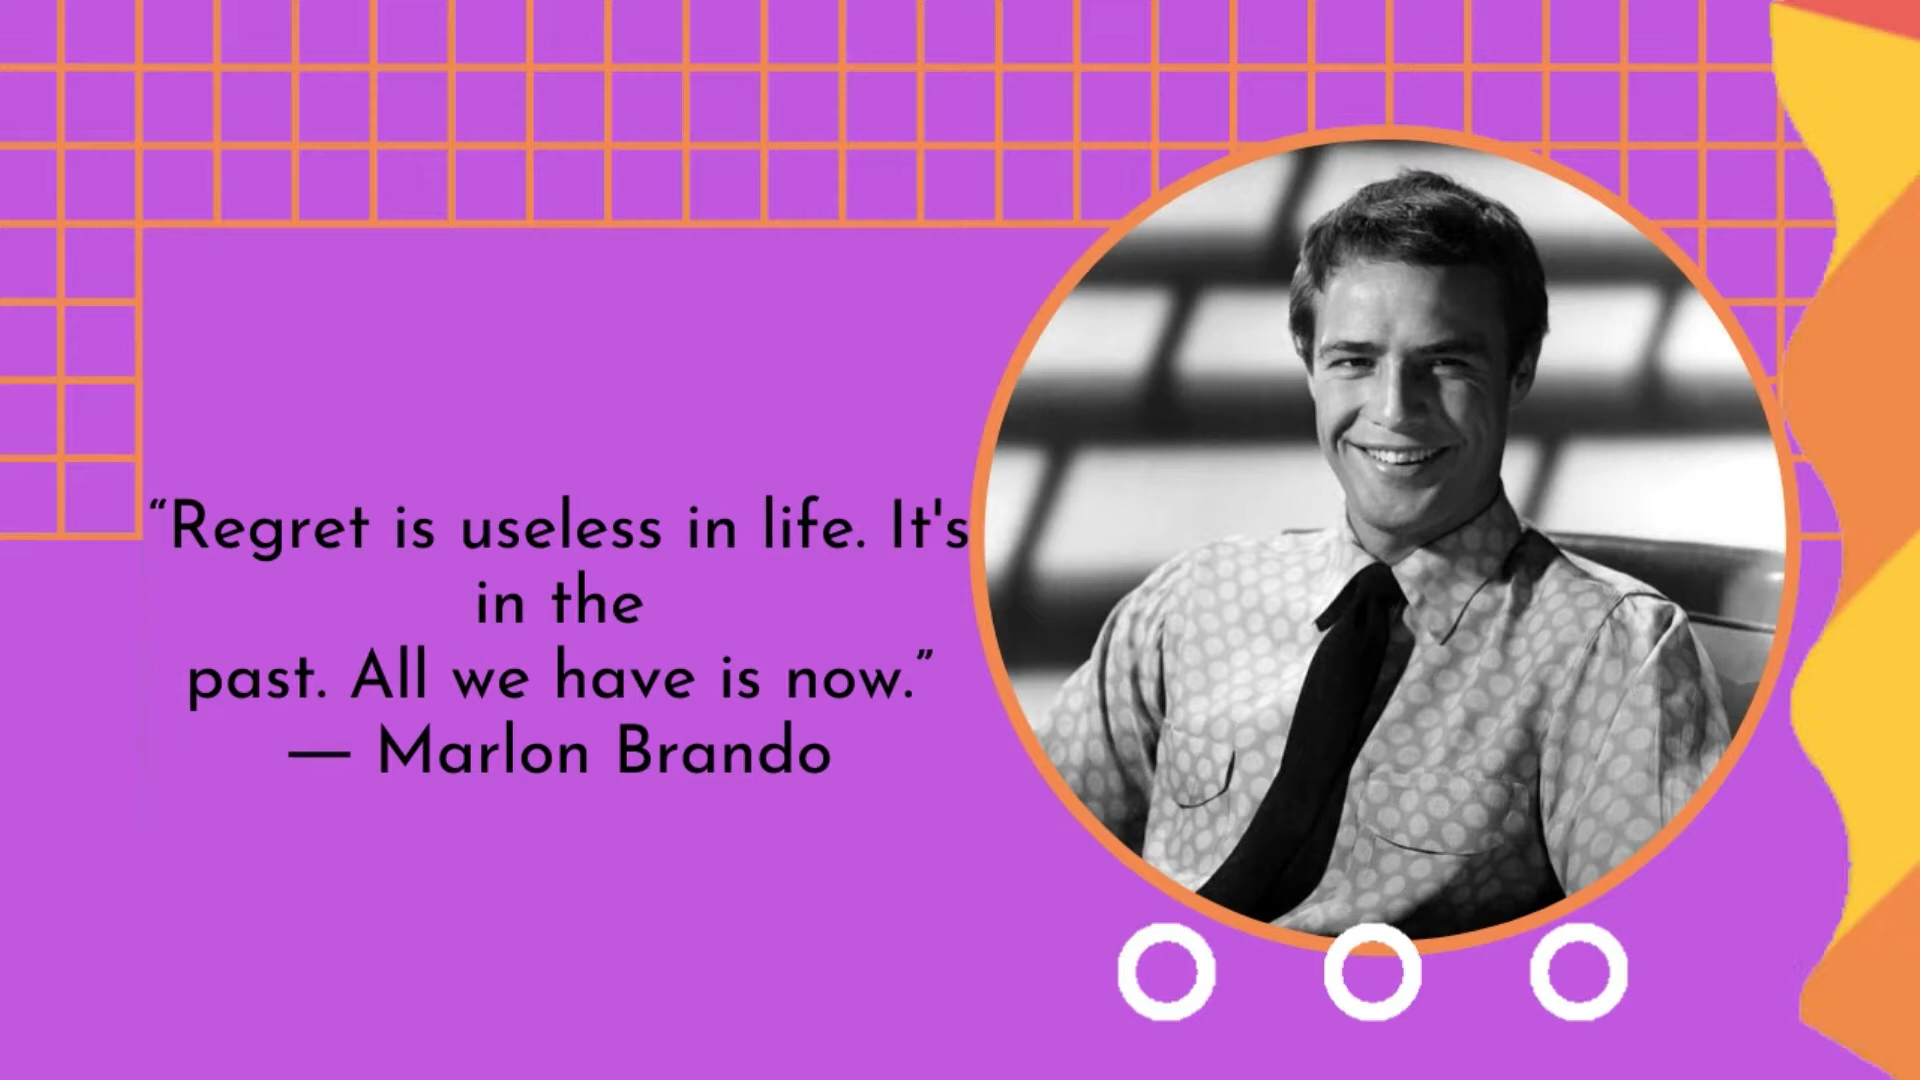 “Regret is useless in life. It's
in the
past. All we have is now.”
— Marlon Brando